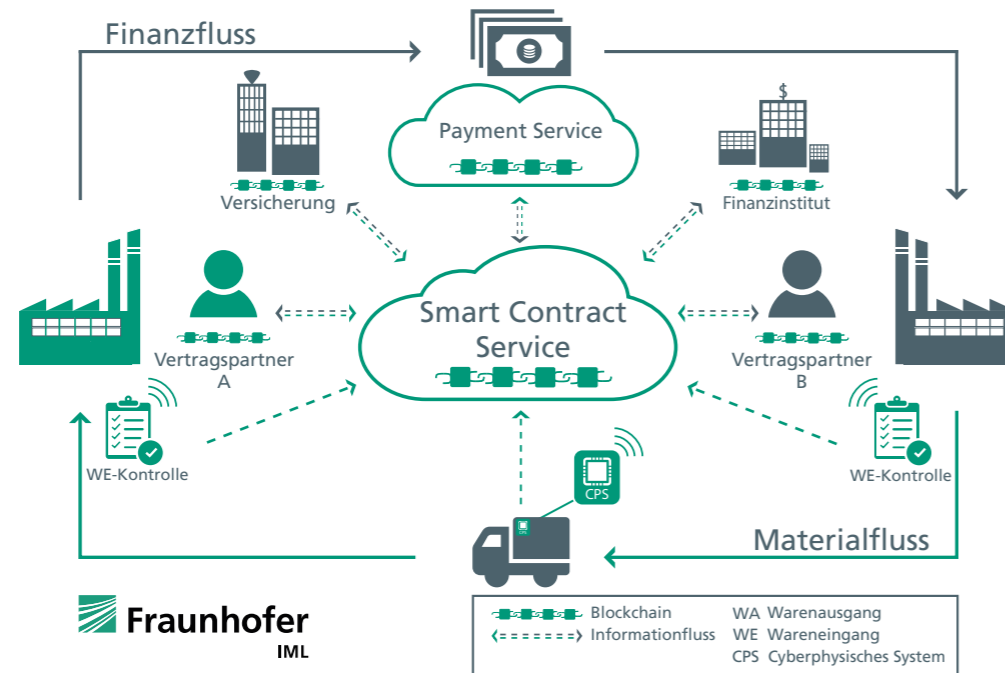 Finanzfluss
Payment Service
$
Versicherung
Finanzinstitut
Smart Contract
Service
Vertragspartner
A
Vertragspartner
B
WE-Kontrolle
WE-Kontrolle
CPS
CPS
Materialfluss
Fraunhofer
IML
Blockchain
Informationfluss
WA Warenausgang
WE Wareneingang
CPS Cyberphysisches System